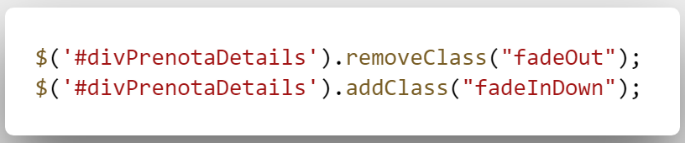 $('#divPrenotaDetails').removeClass("fadeOut");
$('#divPrenotaDetails').addClass("fadeInDown");